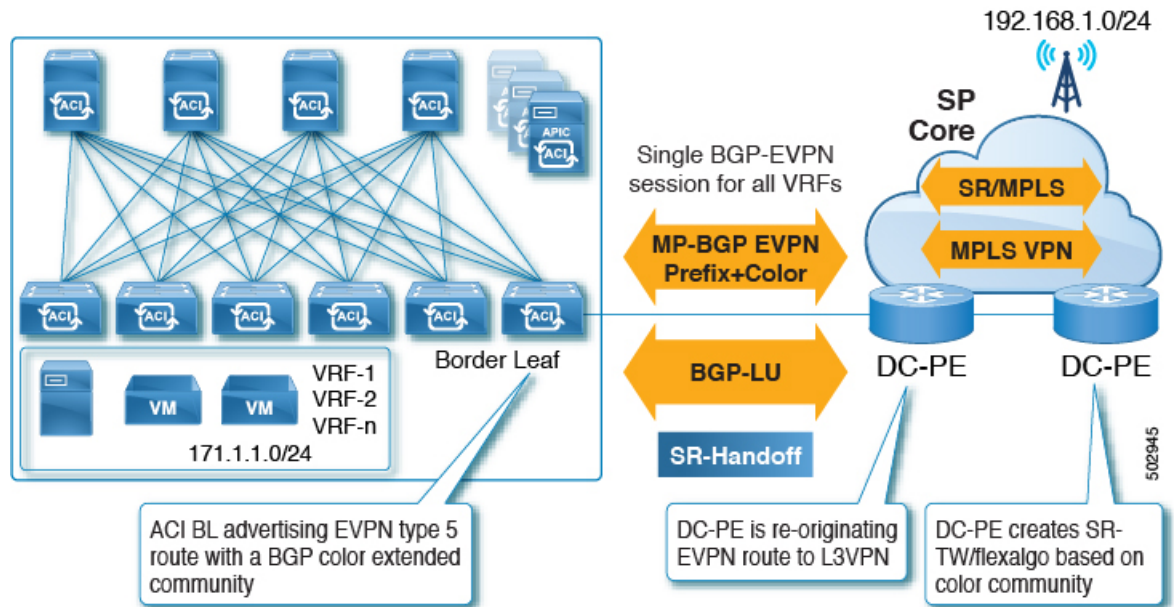 192.168.1.0/24
ACI
ACI
ACI
ACI
APIC
ACI
SP
Core
Single BGP-EVPN
session for all VRFs
SR/MPLS
MP-BGP EVPN
Prefix+Color
MPLS VPN
ACI
ACI
ACI
ACI
ACI
ACI
Border Leaf
DC-PE
DC-PE
BGP-LU
VM
VM
VRF-1
VRF-2
VRF-n
171.1.1.0/24
SR-Handoff
502945
ACI BL advertising EVPN type 5
route with a BGP color extended
community
DC-PE is re-originating
EVPN route to L3VPN
DC-PE creates SR-
TW/flexalgo based on
color community